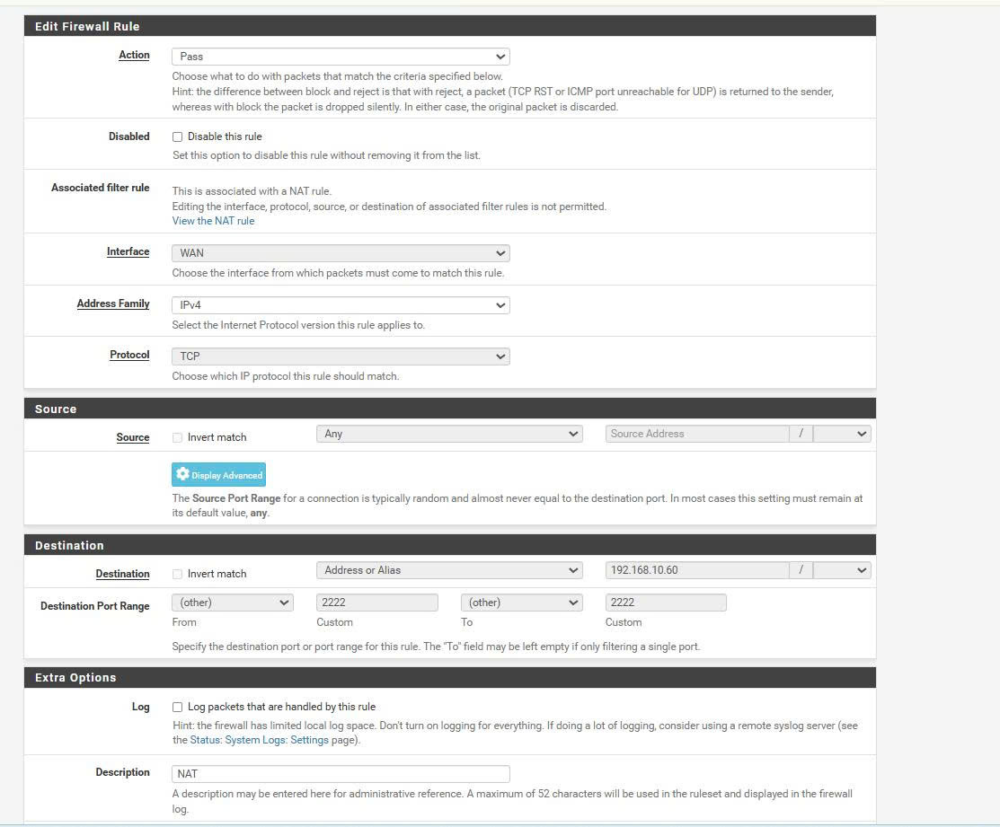 Edit Firewall Rule
Action
Pass
Choose what to do with packets that match the criteria specified below.
Hint: the difference between block and reject is that with reject, a packet (TCP RST or ICMP port unreachable for UDP) is returned to the sender,
whereas with block the packet is dropped silently. In either case, the original packet is discarded.
Disabled
Disable this rule
Set this option to disable this rule without removing it from the list.
Associated filter rule
This is associated with a NAT rule.
Editing the interface, protocol, source, or destination of associated filter rules is not permitted.
View the NAT rule
Interface
WAN
Choose the interface from which packets must come to match this rule.
Address Family
IPv4
Select the Internet Protocol version this rule applies to.
Protocol
TCP
Choose which IP protocol this rule should match.
Source
Source Invert match Any Source Address /
Display Advanced
The Source Port Range for a connection is typically random and almost never equal to the destination port. In most cases this setting must remain at
its default value, any.
Destination
Destination Invert match Address or Alias 192.168.10.60 /
Destination Port Range (other) 2222 (other) 2222
From Custom To Custom
Specify the destination port or port range for this rule. The "To" field may be left empty if only filtering a single port.
Extra Options
Log
Log packets that are handled by this rule
Hint: the firewall has limited local log space. Don't turn on logging for everything. If doing a lot of logging, consider using a remote syslog server (see
the Status: System Logs: Settings page).
Description
NAT
A description may be entered here for administrative reference. A maximum of 52 characters will be used in the ruleset and displayed in the firewall
log.